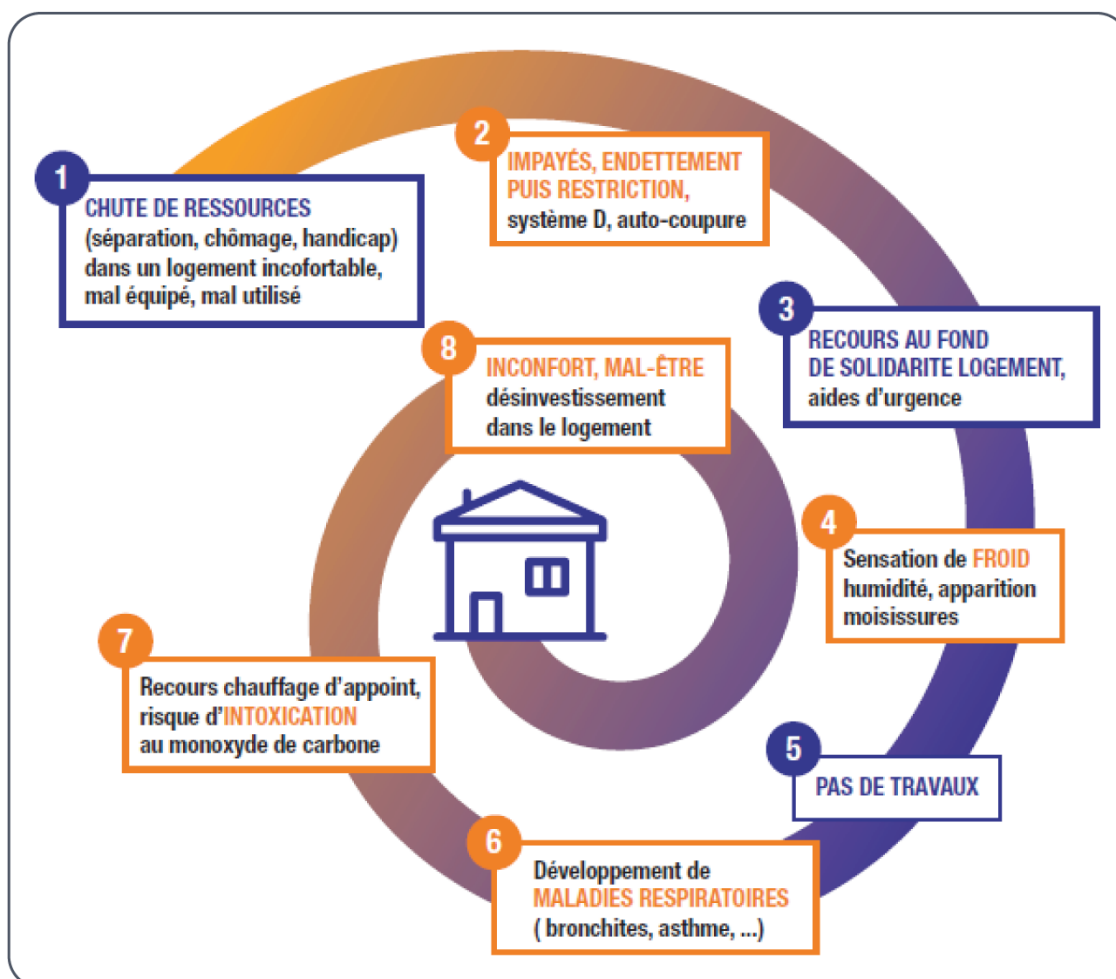 1
CHUTE DE RESSOURCES
(séparation, chômage, handicap)
dans un logement incofortable,
mal équipé, mal utilisé
2
IMPAYÉS, ENDETTEMENT
PUIS RESTRICTION,
système D, auto-coupure
3
RECOURS AU FOND
DE SOLIDARITE LOGEMENT,
aides d'urgence
4
Sensation de FROID
humidité, apparition
moisissures
5
PAS DE TRAVAUX
6
Développement de
MALADIES RESPIRATOIRES
( bronchites, asthme, ...)
7
Recours chauffage d'appoint,
risque d'INTOXICATION
au monoxyde de carbone
8
INCONFORT, MAL-ÊTRE
désinvestissement
dans le logement